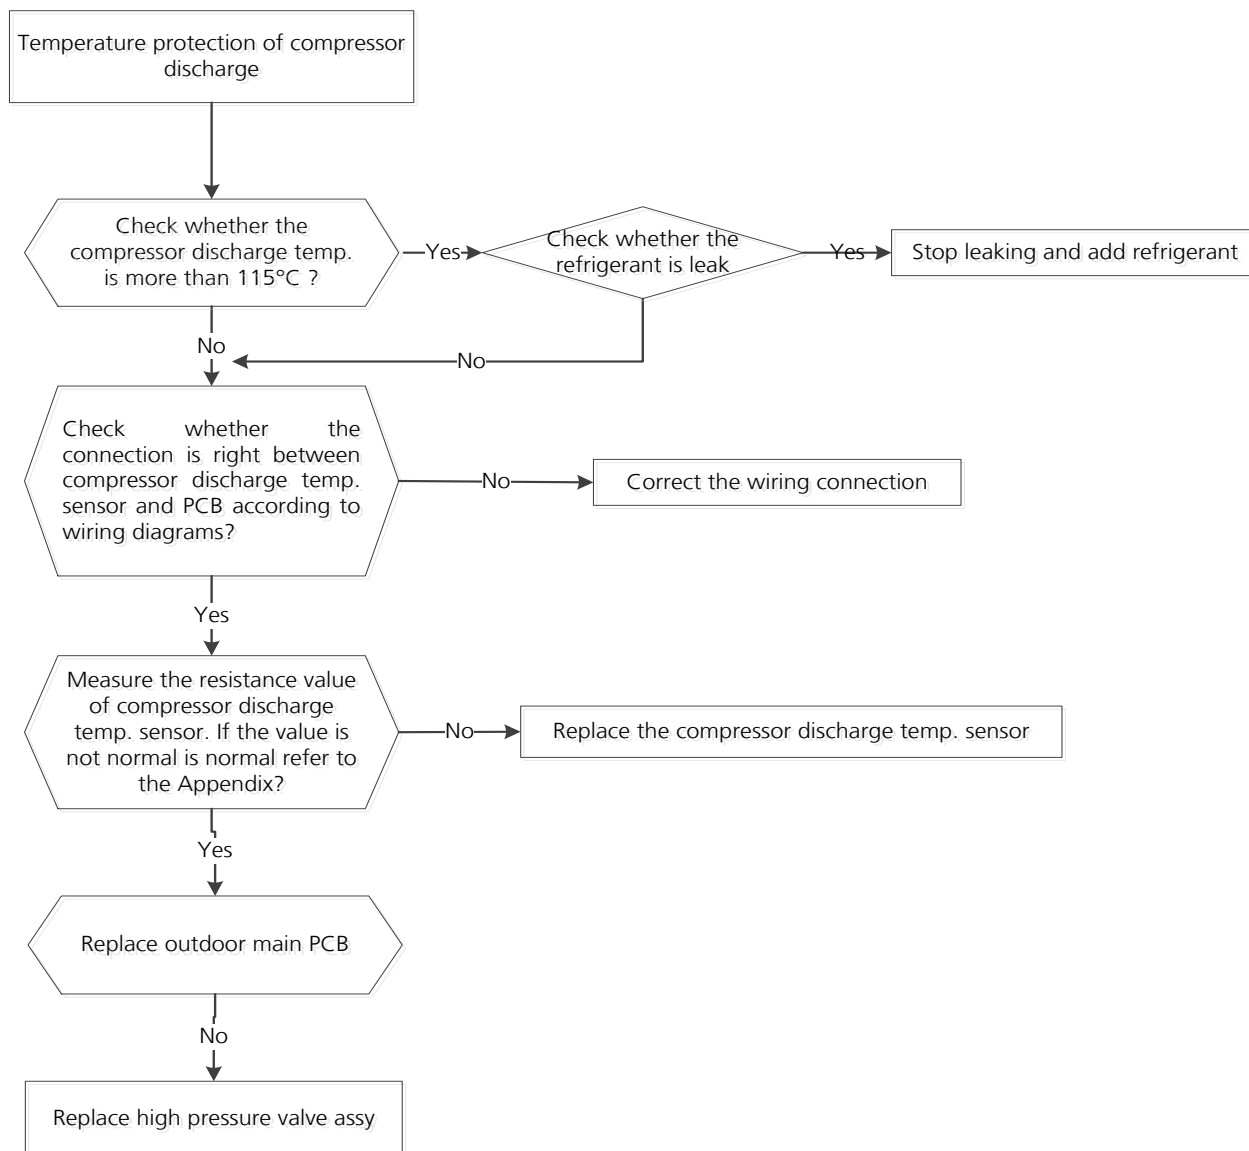 Temperature protection of compressor
discharge
Check whether the
compressor discharge temp.
is more than 115°C ?
Yes
Check whether the
refrigerant is leak
Yes
Stop leaking and add refrigerant
No
No
Check whether the
connection is right between
compressor discharge temp.
sensor and PCB according to
wiring diagrams?
No
Correct the wiring connection
Yes
Measure the resistance value
of compressor discharge
temp. sensor. If the value is
not normal is normal refer to
the Appendix?
No
Replace the compressor discharge temp. sensor
Yes
Replace outdoor main PCB
No
Replace high pressure valve assy